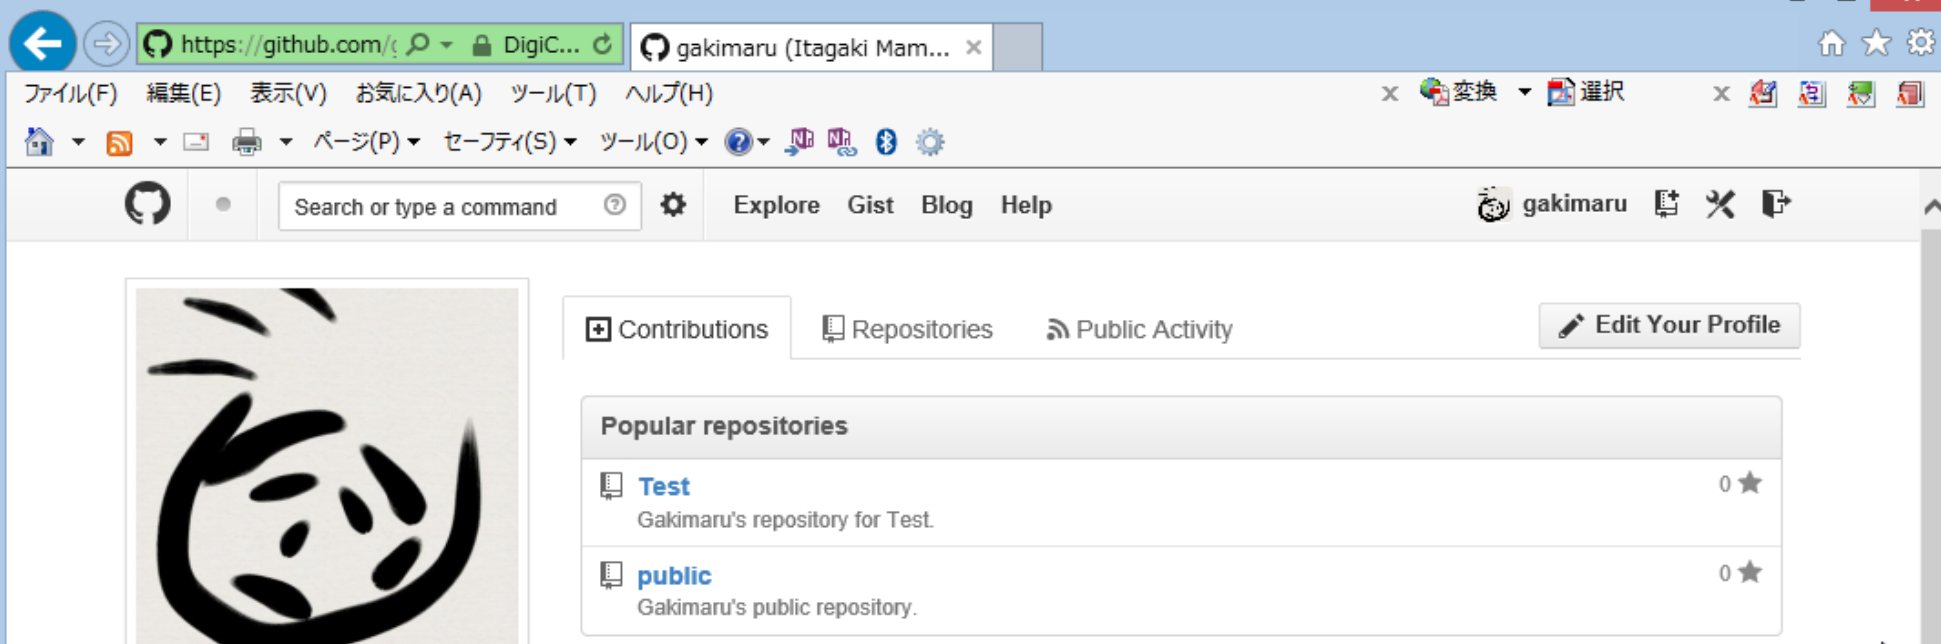 https://github.com/ DigiC... gakimaru (Itagaki Mam...
ファイル(F) 編集(E) 表示(V) お気に入り(A) ツール(T) ヘルプ(H) x 変換 選択 x
ページ(P) セーフティ(S) ツール(O)
Search or type a command Explore Gist Blog Help gakimaru
Contributions Repositories Public Activity Edit Your Profile
Popular repositories
Test 0
Gakimaru's repository for Test.
public 0
Gakimaru's public repository.